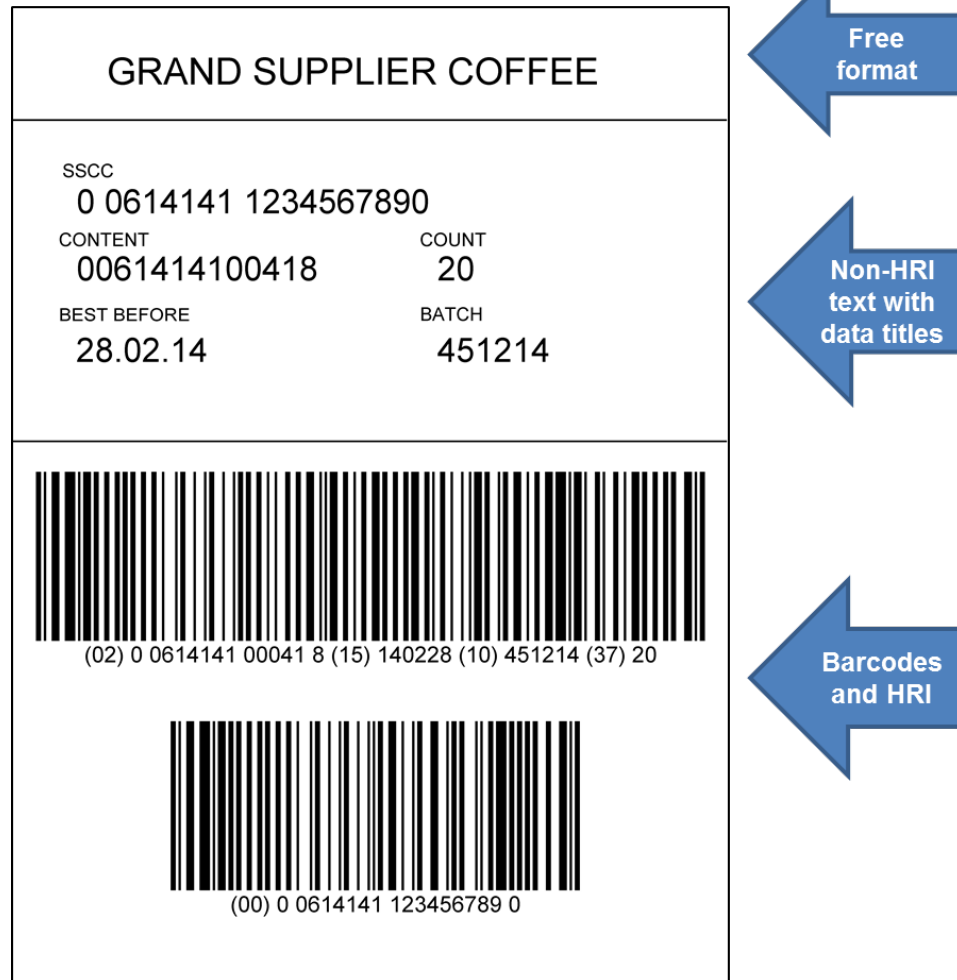 GRAND SUPPLIER COFFEE
Free
format
SSCC
0 0614141 1234567890
CONTENT COUNT
0061414100418 20
BEST BEFORE BATCH
28.02.14 451214
Non-HRI
text with
data titles
(02) 0 0614141 00041 8 (15) 140228 (10) 451214 (37) 20
(00) 0 0614141 123456789 0
Barcodes
and HRI